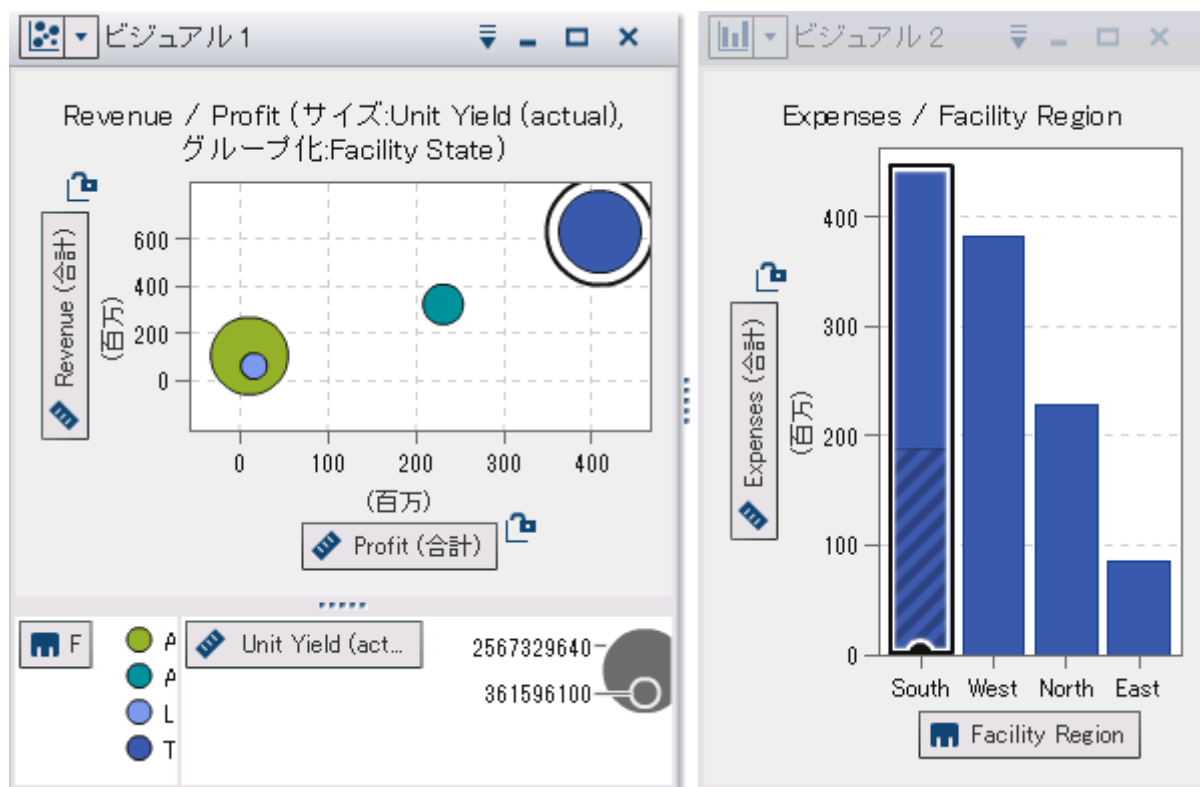 ビジュアル 1
Revenue / Profit (サイズ:Unit Yield (actual),
グループ化:Facility State)
Revenue (合計)
(百万)
600
400
200
0
0 100 200 300 400
(百万)
Profit (合計)
F
A
A
L
T
Unit Yield (act...
2567329640
361596100
ビジュアル 2
Expenses / Facility Region
Expenses (合計)
(百万)
400
300
200
100
0
South West North East
Facility Region